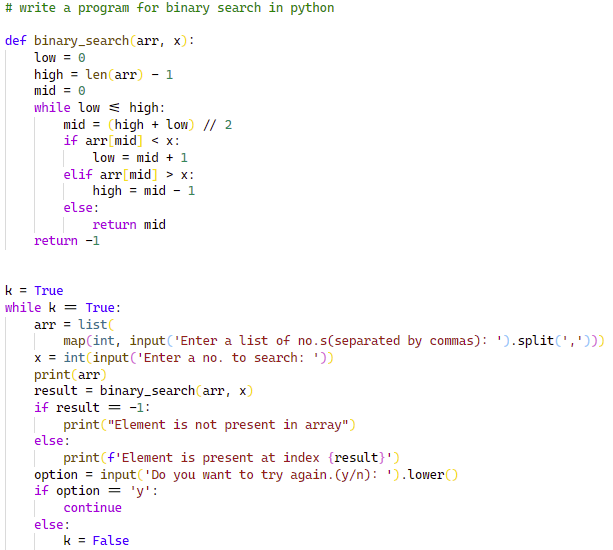 # write a program for binary search in python
def binary_search(arr, x):
    low = 0
    high = len(arr) - 1
    mid = 0
    while low <= high:
        mid = (high + low) // 2
        if arr[mid] < x:
            low = mid + 1
        elif arr[mid] > x:
            high = mid - 1
        else:
            return mid
    return -1
k = True
while k == True:
    arr = list(
        map(int, input('Enter a list of no.s(separated by commas): ').split(',')))
    x = int(input('Enter a no. to search: '))
    print(arr)
    result = binary_search(arr, x)
    if result == -1:
        print("Element is not present in array")
    else:
        print(f'Element is present at index {result}')
    option = input('Do you want to try again.(y/n): ').lower()
    if option == 'y':
        continue
    else:
        k = False